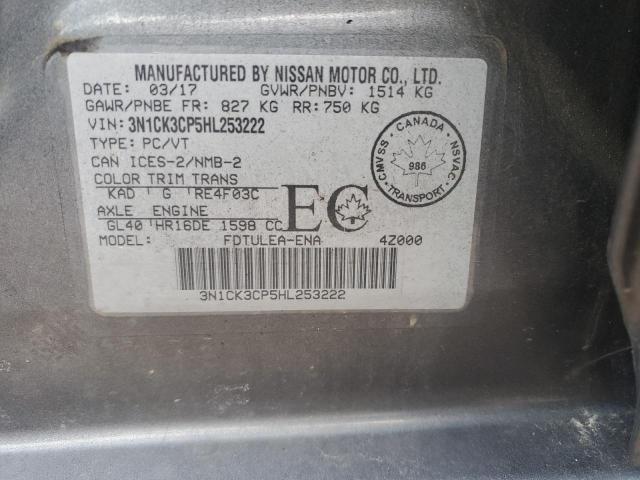 MANUFACTURED BY NISSAN MOTOR CO., LTD.
DATE: 03/17 GVWR/PNBV: 1514 KG
GAWR/PNBE FR: 827 KG RR: 750 KG
VIN: 3N1CK3CP5HL253222
TYPE: PC/VT
CAN ICES-2/NMB-2
COLOR TRIM TRANS
KAD ' G ' RE4F03C
AXLE ENGINE
GL40 ' HR16DE 1598 CC
MODEL: FDTULEA-ENA 4Z000
3N1CK3CP5HL253222
EC
CANADA
CMVSS NSVAC
986
TRANSPORT